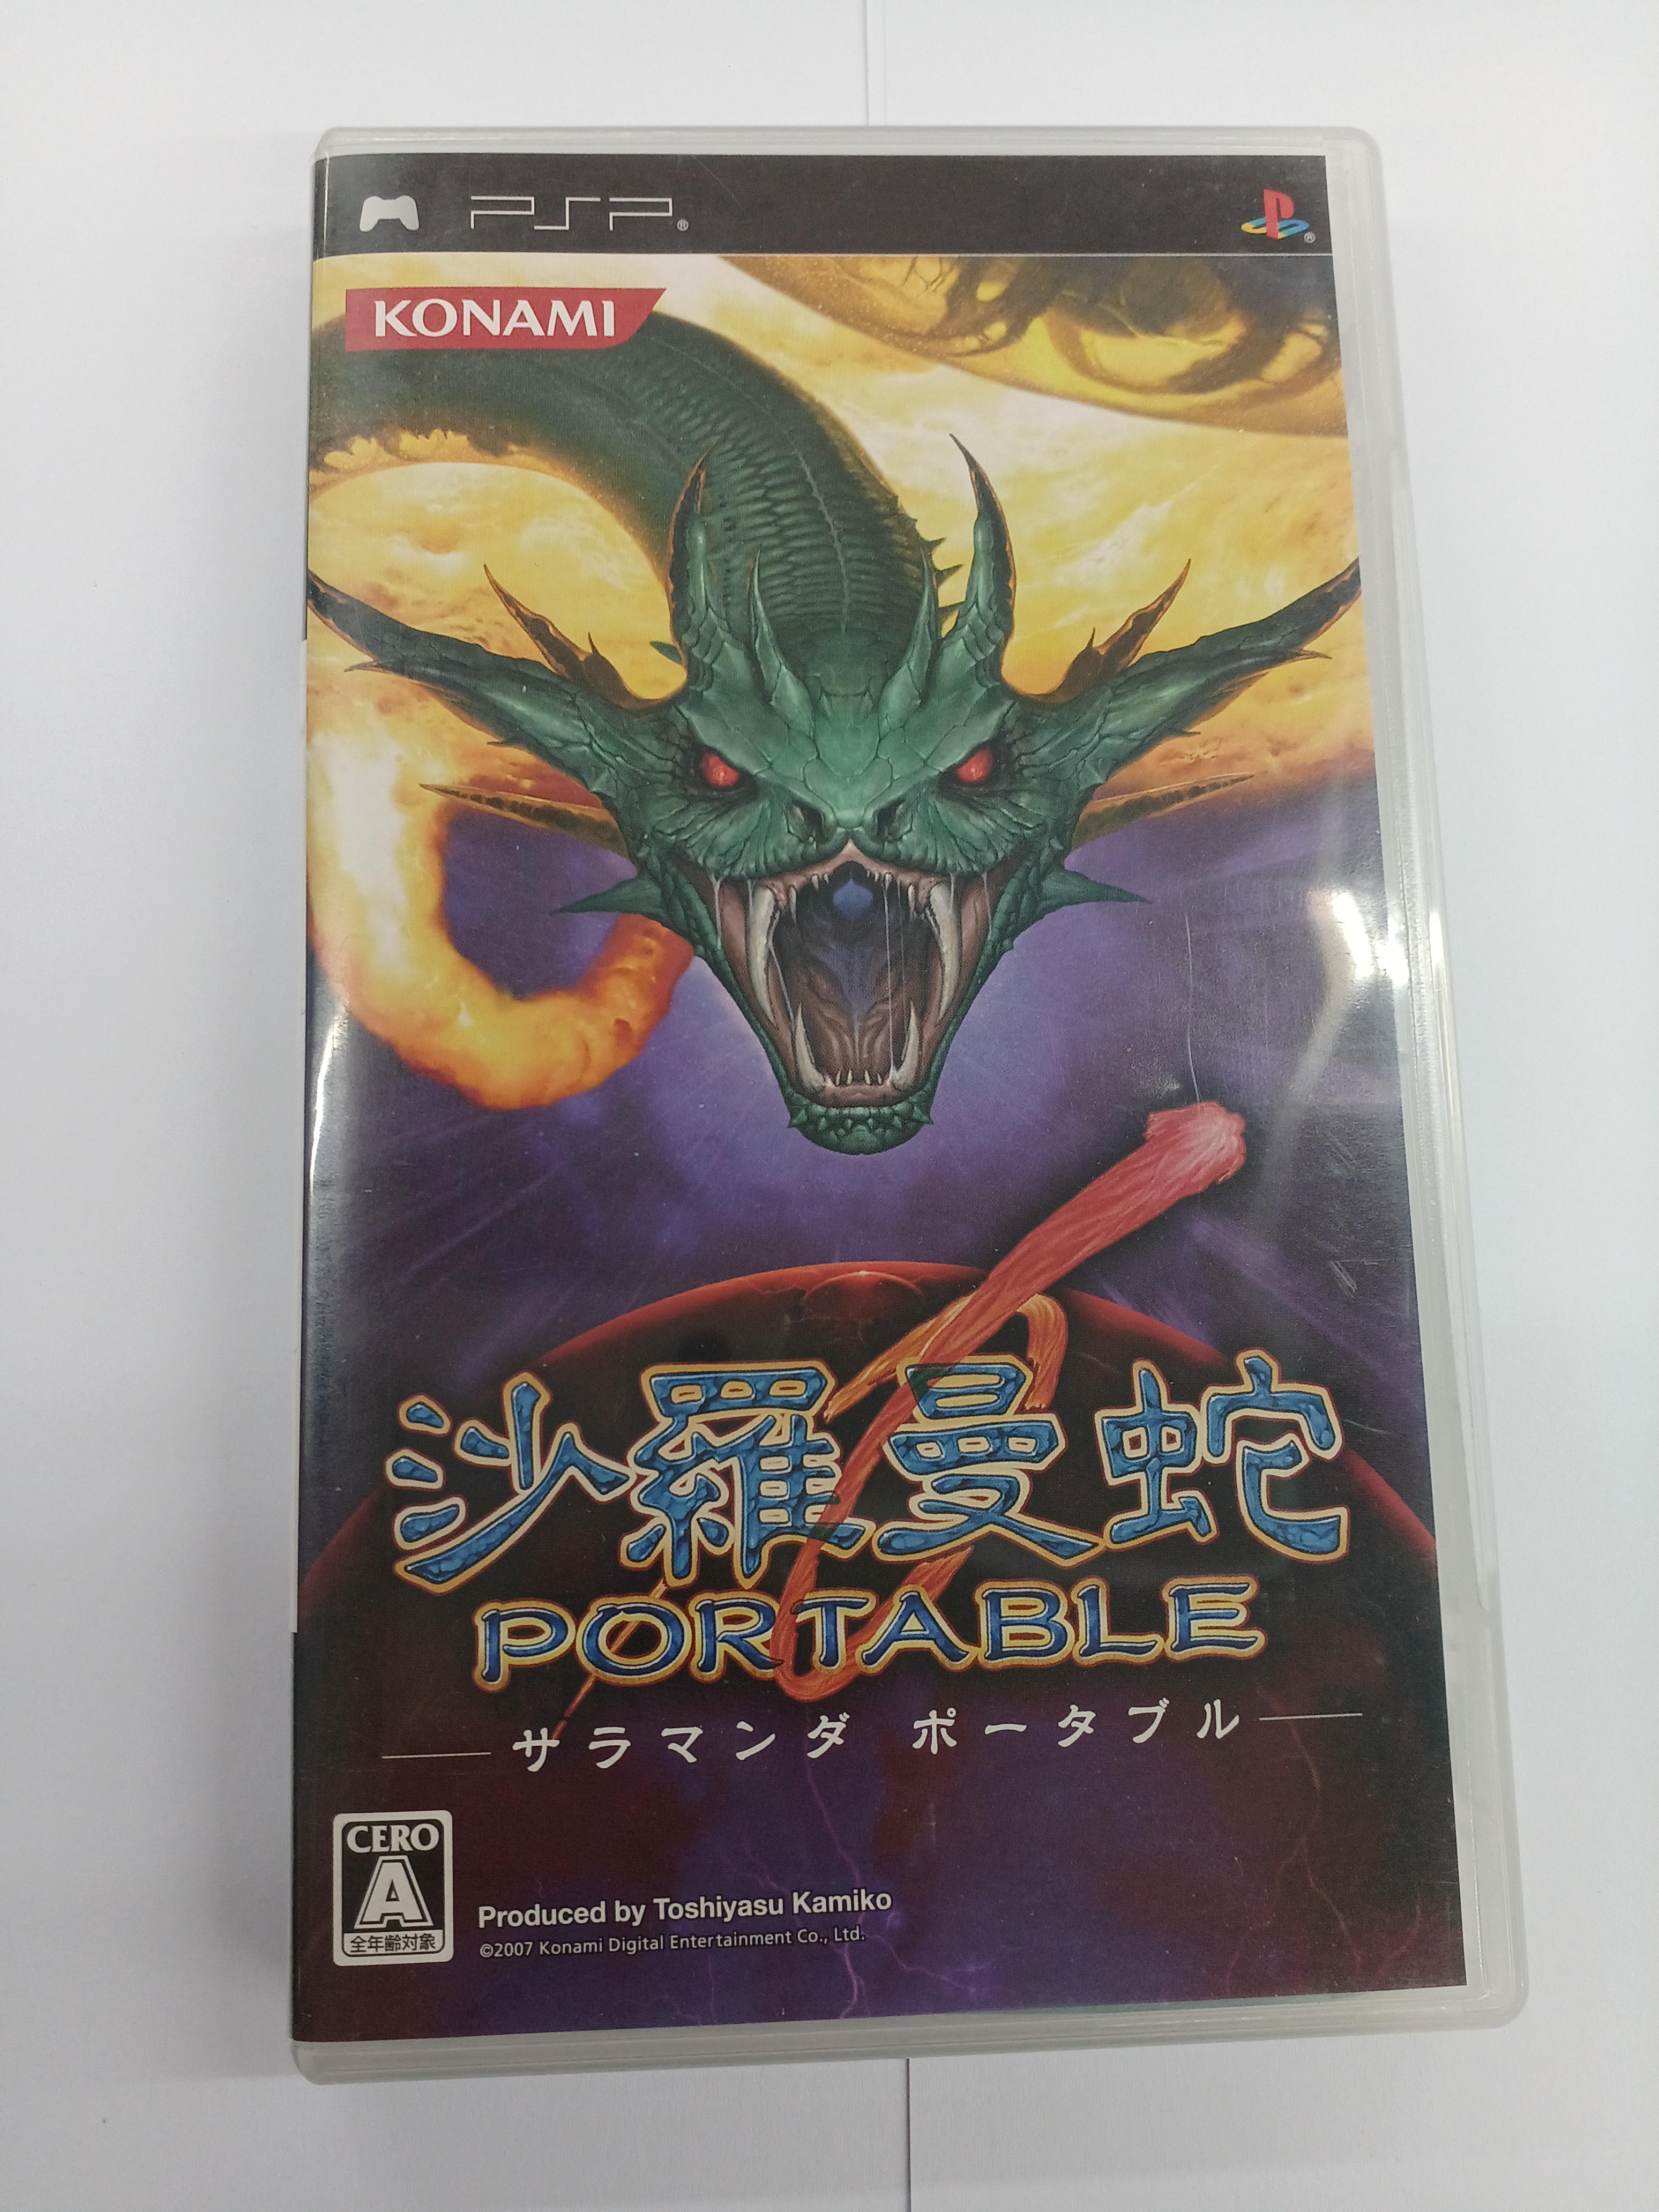 PSP®
®
KONAMI
沙羅曼蛇
PORTABLE
サラマンダ ポータブル
CERO
A
全年齢対象
Produced by Toshiyasu Kamiko
©2007 Konami Digital Entertainment Co., Ltd.